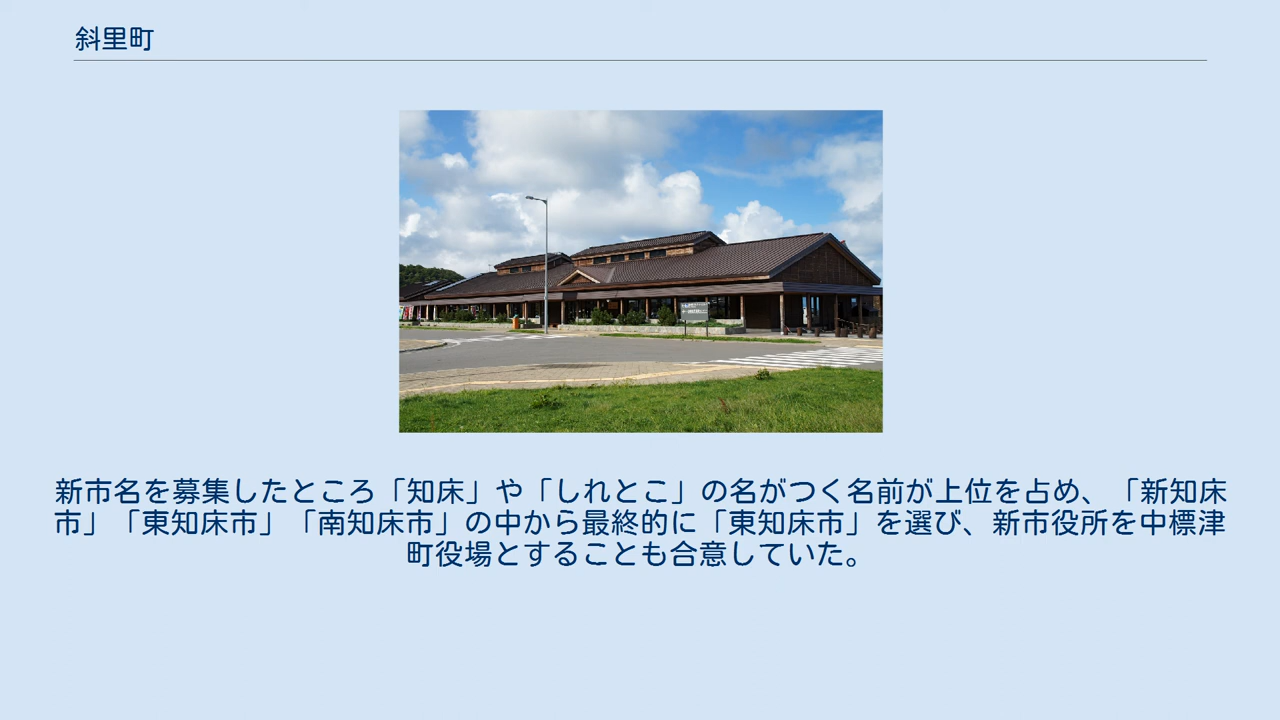 斜里町
新市名を募集したところ「知床」や「しれとこ」の名がつく名前が上位を占め、「新知床
市」「東知床市」「南知床市」の中から最終的に「東知床市」を選び、新市役所を中標津
町役場とすることも合意していた。